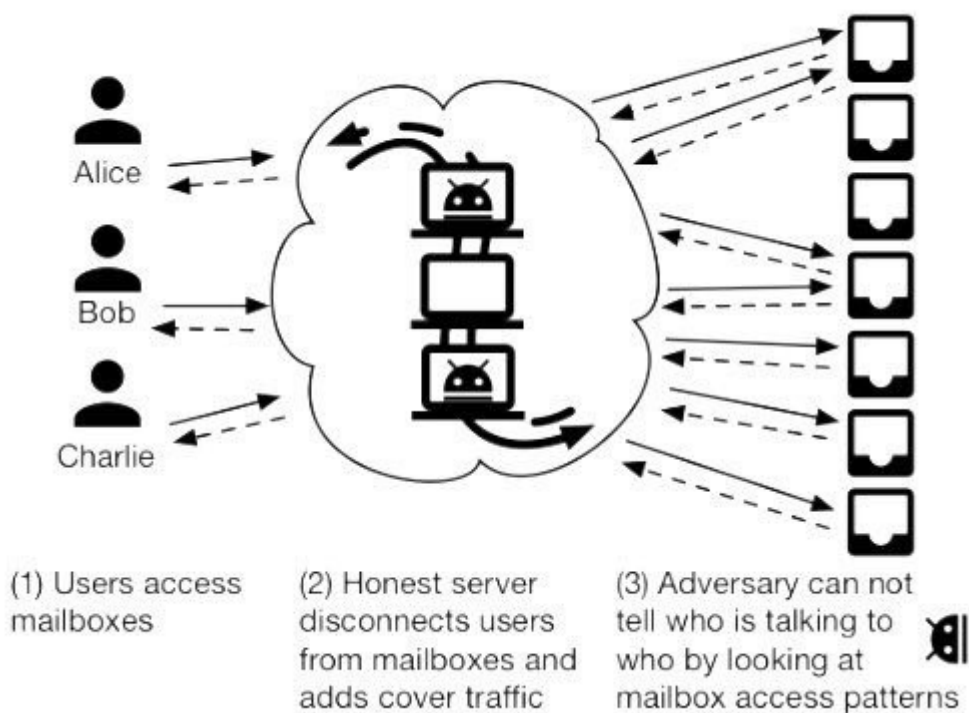 Alice
Bob
Charlie
(1) Users access
mailboxes
(2) Honest server
disconnects users
from mailboxes and
adds cover traffic
(3) Adversary can not
tell who is talking to
who by looking at
mailbox access patterns